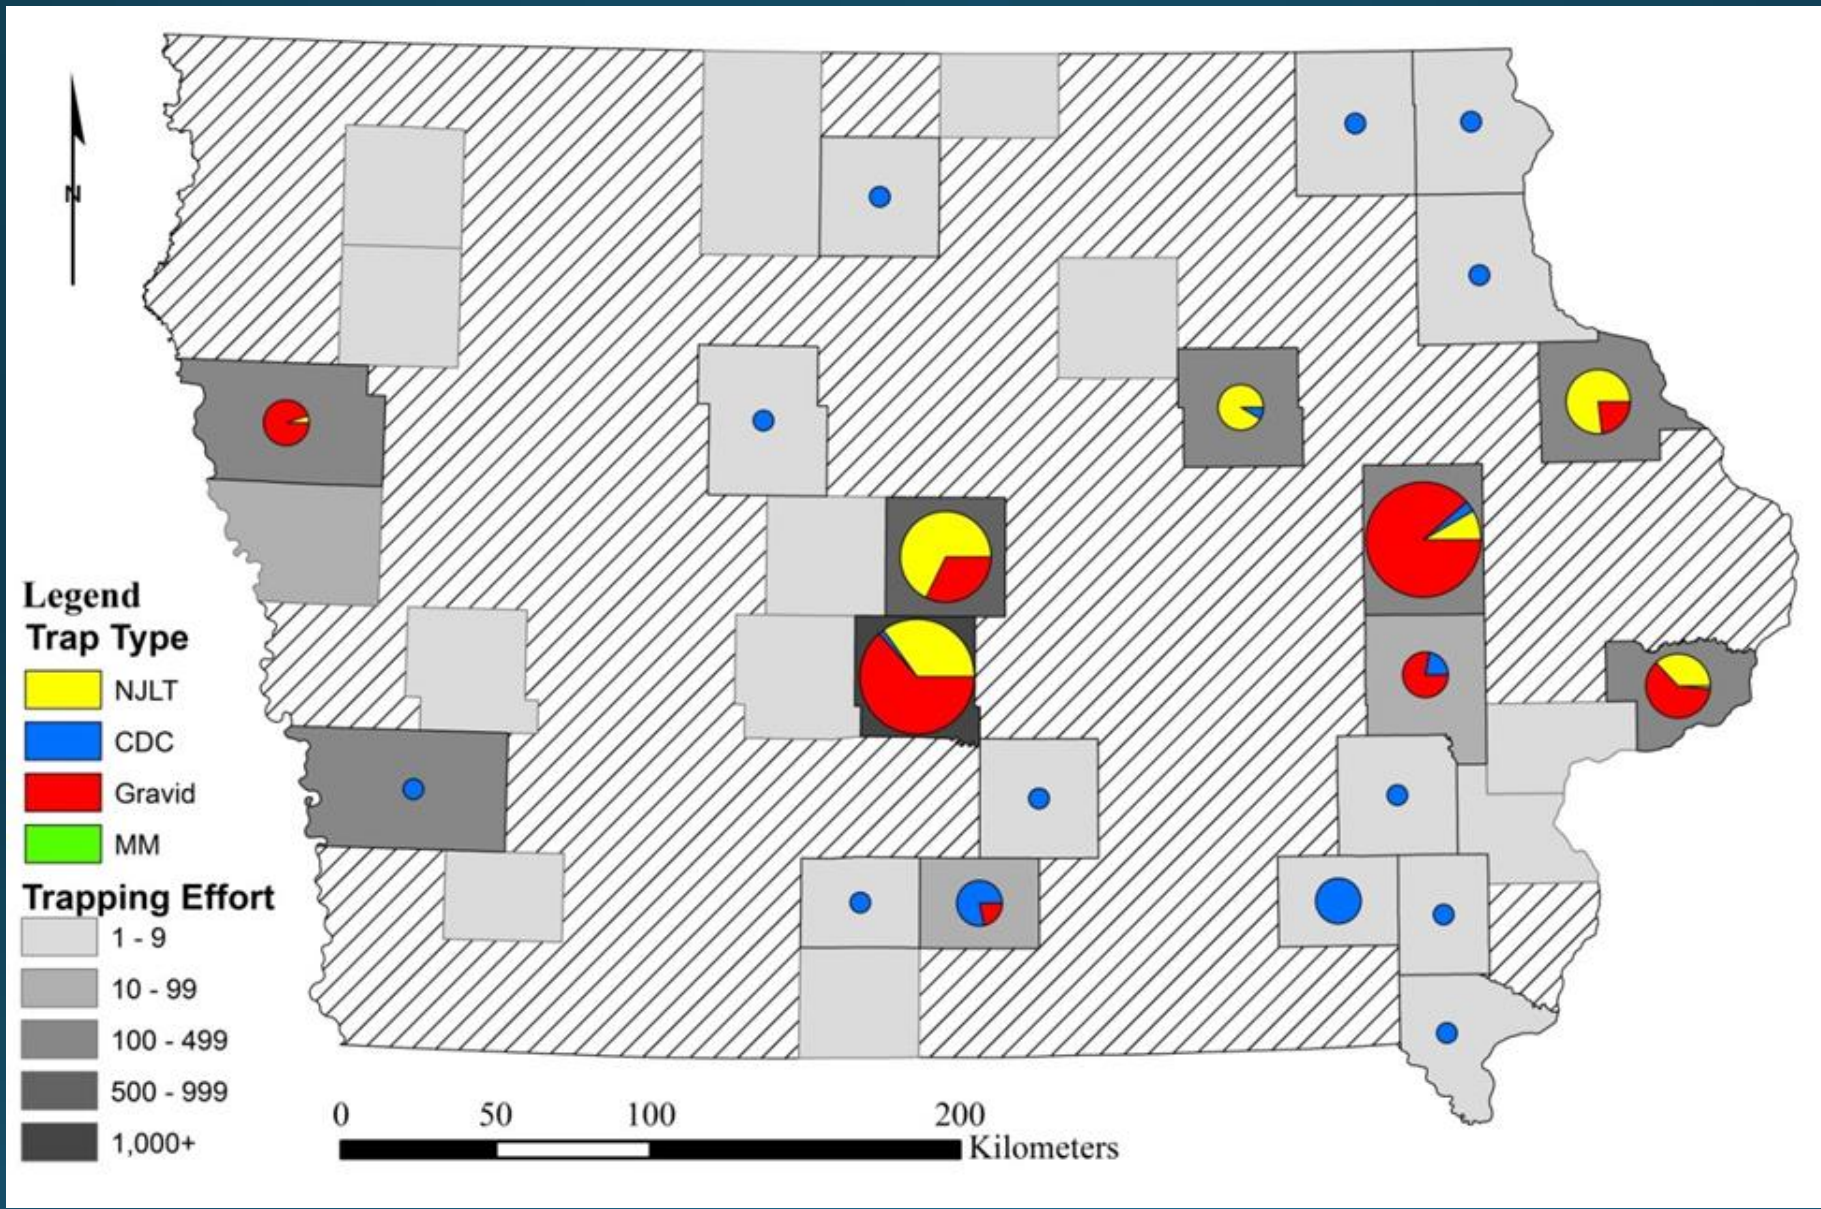 N
Legend
Trap Type
NJLT
CDC
Gravid
MM
Trapping Effort
1 - 9
10 - 99
100 - 499
500 - 999
1,000+
0 50 100 200
Kilometers